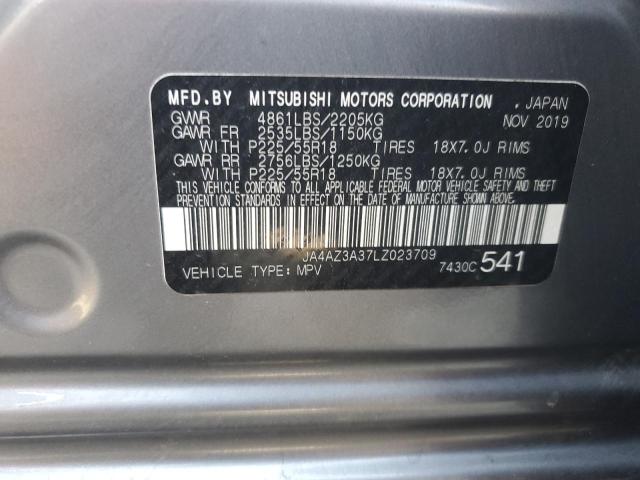 MFD.BY MITSUBISHI MOTORS CORPORATION . JAPAN
GVWR 4861LBS/2205KG NOV 2019
GAWR FR 2535LBS/1150KG
WITH P225/55R18 TIRES 18X7.0J RIMS
GAWR RR 2756LBS/1250KG
WITH P225/55R18 TIRES 18X7.0J RIMS
THIS VEHICLE CONFORMS TO ALL APPLICABLE FEDERAL MOTOR VEHICLE SAFETY AND THEFT
PREVENTION STANDARDS IN EFFECT ON THE DATE OF MANUFACTURE SHOWN ABOVE.
JA4AZ3A37LZ023709
VEHICLE TYPE: MPV 7430C 541